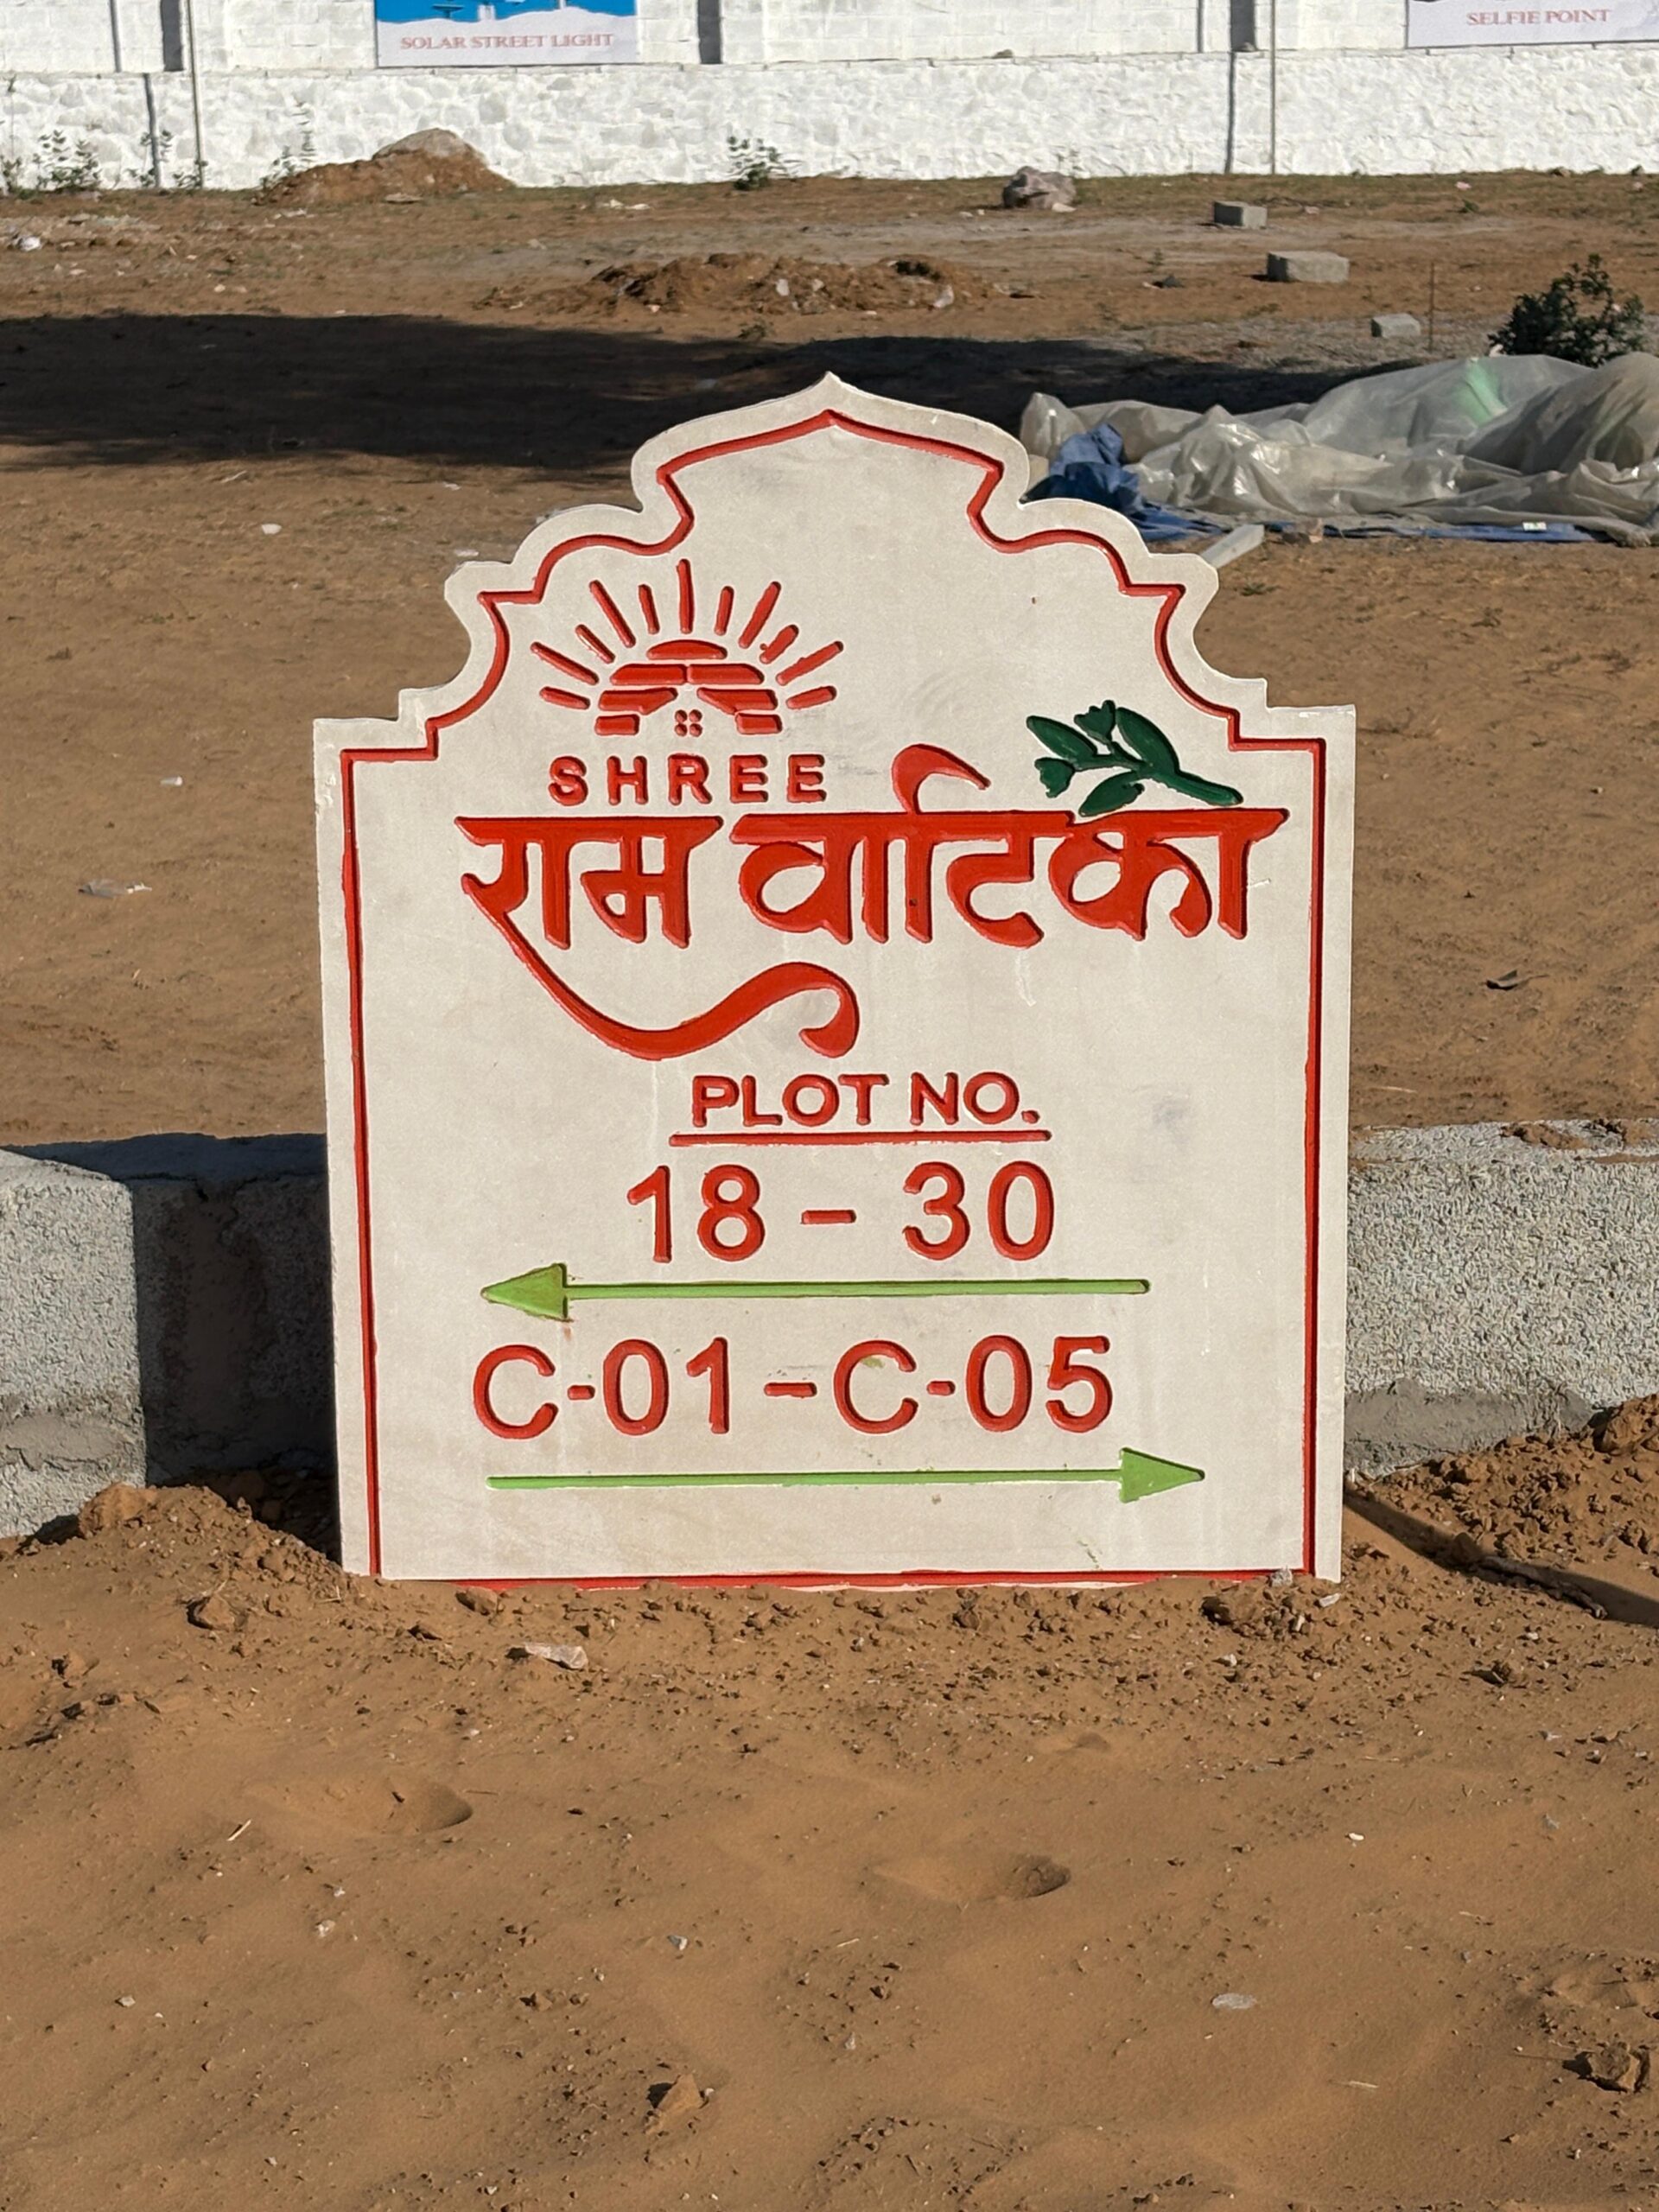 SOLAR STREET LIGHT
SELFIE POINT
SHREE
राम वाटिका
PLOT NO.
18 - 30
C-01 - C-05